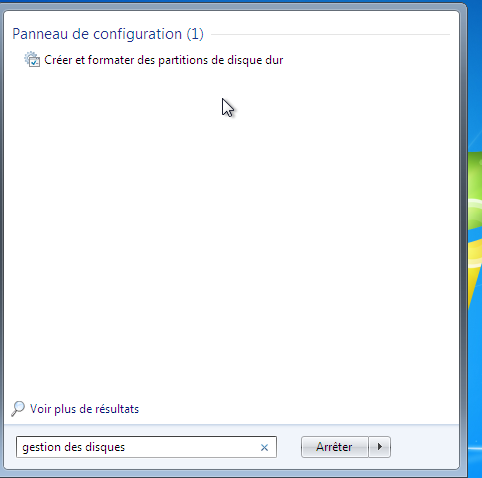 Panneau de configuration (1)
Créer et formater des partitions de disque dur
Voir plus de résultats
gestion des disques
Arrêter